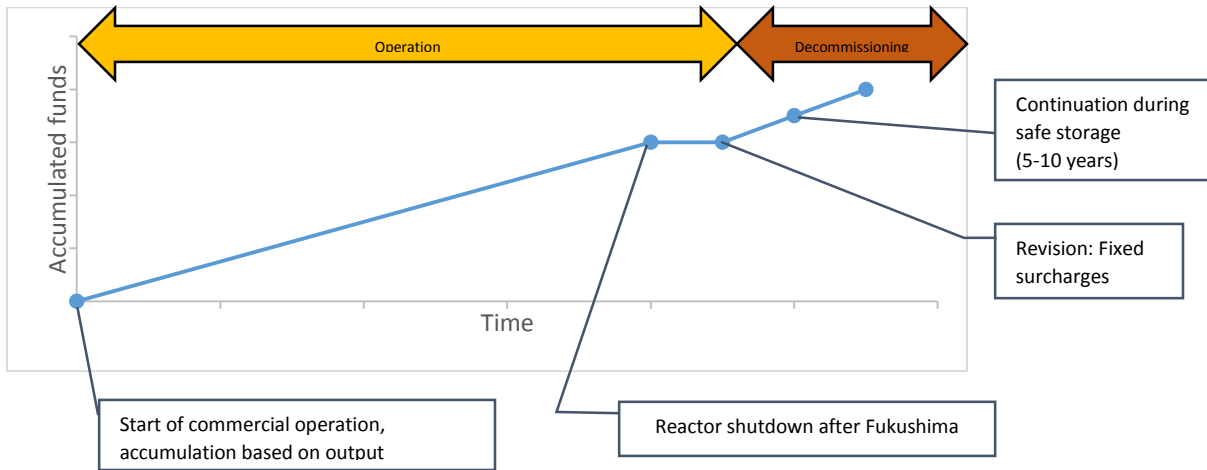 Operation
Decommissioning
Accumulated funds
Time
Continuation during
safe storage
(5-10 years)
Revision: Fixed
surcharges
Start of commercial operation,
accumulation based on output
Reactor shutdown after Fukushima